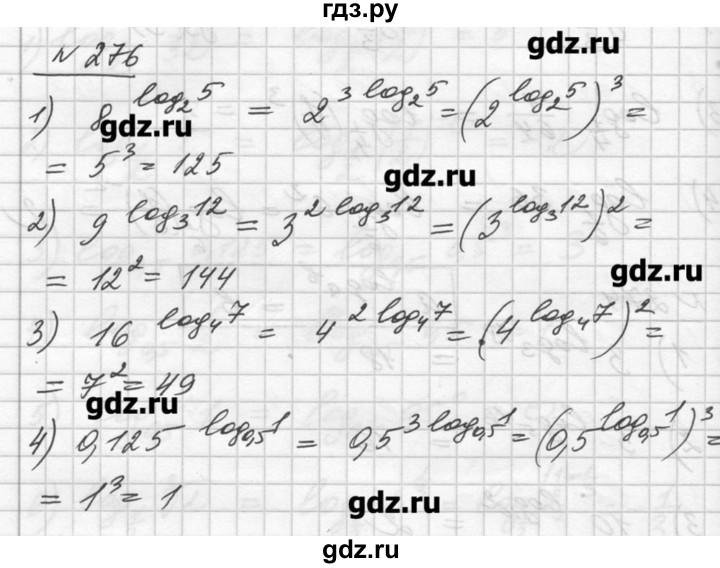 гдз.ру
gdz.ru
№ 276
1) 8^{log_2 5} = 2^{3 log_2 5} = (2^{log_2 5})^3 =
gdz.ru
= 5^3 = 125
gdz.ru
2) 9^{log_3 12} = 3^{2 log_3 12} = (3^{log_3 12})^2 =
gdz.ru
= 12^2 = 144
3) 16^{log_4 7} = 4^{2 log_4 7} = (4^{log_4 7})^2 =
= 7^2 = 49
gdz.ru
4) 0,125^{log_{0,5} 1} = 0,5^{3 log_{0,5} 1} = (0,5^{log_{0,5} 1})^3 =
= 1^3 = 1
gdz.ru
gdz.ru